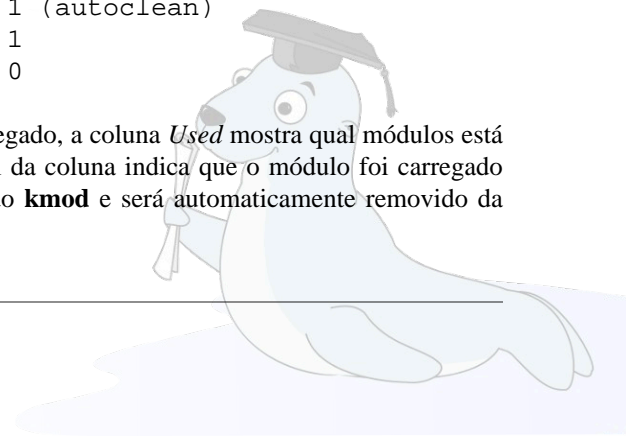 1 (autoclean)
1
0
egado, a coluna Used mostra qual módulos está
da coluna indica que o módulo foi carregado
o kmod e será automaticamente removido da